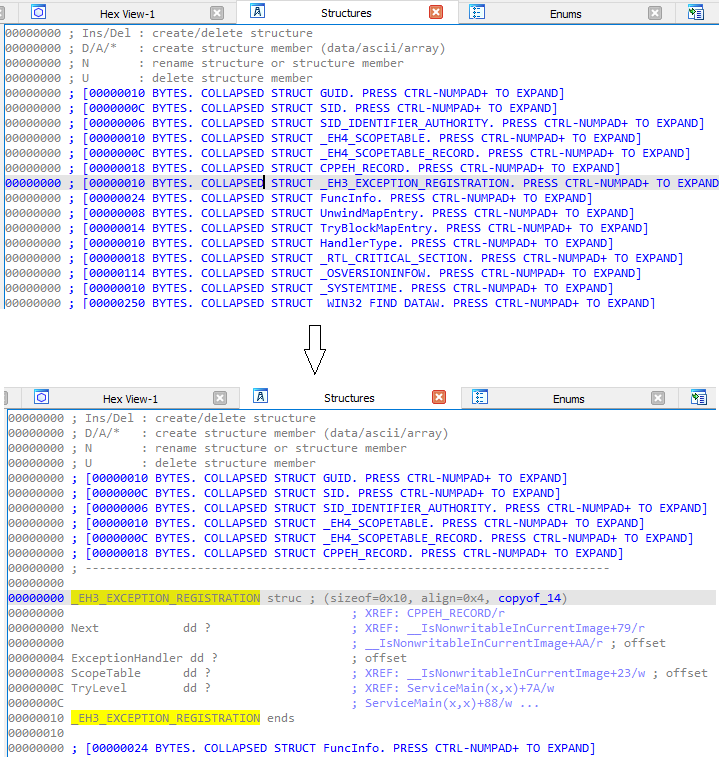 Hex View-1 Structures Enums
00000000 ; Ins/Del : create/delete structure
00000000 ; D/A/*   : create structure member (data/ascii/array)
00000000 ; N       : rename structure or structure member
00000000 ; U       : delete structure member
00000000 ; [00000010 BYTES. COLLAPSED STRUCT GUID. PRESS CTRL-NUMPAD+ TO EXPAND]
00000000 ; [0000000C BYTES. COLLAPSED STRUCT SID. PRESS CTRL-NUMPAD+ TO EXPAND]
00000000 ; [00000006 BYTES. COLLAPSED STRUCT SID_IDENTIFIER_AUTHORITY. PRESS CTRL-NUMPAD+ TO EXPAND]
00000000 ; [00000010 BYTES. COLLAPSED STRUCT _EH4_SCOPETABLE. PRESS CTRL-NUMPAD+ TO EXPAND]
00000000 ; [0000000C BYTES. COLLAPSED STRUCT _EH4_SCOPETABLE_RECORD. PRESS CTRL-NUMPAD+ TO EXPAND]
00000000 ; [00000018 BYTES. COLLAPSED STRUCT CPPEH_RECORD. PRESS CTRL-NUMPAD+ TO EXPAND]
00000000 ; [00000010 BYTES. COLLAPSED STRUCT _EH3_EXCEPTION_REGISTRATION. PRESS CTRL-NUMPAD+ TO EXPAND
00000000 ; [00000024 BYTES. COLLAPSED STRUCT FuncInfo. PRESS CTRL-NUMPAD+ TO EXPAND]
00000000 ; [00000008 BYTES. COLLAPSED STRUCT UnwindMapEntry. PRESS CTRL-NUMPAD+ TO EXPAND]
00000000 ; [00000014 BYTES. COLLAPSED STRUCT TryBlockMapEntry. PRESS CTRL-NUMPAD+ TO EXPAND]
00000000 ; [00000010 BYTES. COLLAPSED STRUCT HandlerType. PRESS CTRL-NUMPAD+ TO EXPAND]
00000000 ; [00000018 BYTES. COLLAPSED STRUCT _RTL_CRITICAL_SECTION. PRESS CTRL-NUMPAD+ TO EXPAND]
00000000 ; [00000114 BYTES. COLLAPSED STRUCT _OSVERSIONINFOW. PRESS CTRL-NUMPAD+ TO EXPAND]
00000000 ; [00000010 BYTES. COLLAPSED STRUCT _SYSTEMTIME. PRESS CTRL-NUMPAD+ TO EXPAND]
00000000 ; [00000250 BYTES. COLLAPSED STRUCT _WIN32_FIND_DATAW. PRESS CTRL-NUMPAD+ TO EXPAND]
Hex View-1 Structures Enums
00000000 ; Ins/Del : create/delete structure
00000000 ; D/A/*   : create structure member (data/ascii/array)
00000000 ; N       : rename structure or structure member
00000000 ; U       : delete structure member
00000000 ; [00000010 BYTES. COLLAPSED STRUCT GUID. PRESS CTRL-NUMPAD+ TO EXPAND]
00000000 ; [0000000C BYTES. COLLAPSED STRUCT SID. PRESS CTRL-NUMPAD+ TO EXPAND]
00000000 ; [00000006 BYTES. COLLAPSED STRUCT SID_IDENTIFIER_AUTHORITY. PRESS CTRL-NUMPAD+ TO EXPAND]
00000000 ; [00000010 BYTES. COLLAPSED STRUCT _EH4_SCOPETABLE. PRESS CTRL-NUMPAD+ TO EXPAND]
00000000 ; [0000000C BYTES. COLLAPSED STRUCT _EH4_SCOPETABLE_RECORD. PRESS CTRL-NUMPAD+ TO EXPAND]
00000000 ; [00000018 BYTES. COLLAPSED STRUCT CPPEH_RECORD. PRESS CTRL-NUMPAD+ TO EXPAND]
00000000 ; ---------------------------------------------------------------------------
00000000
00000000 _EH3_EXCEPTION_REGISTRATION struc ; (sizeof=0x10, align=0x4, copyof_14)
00000000                                         ; XREF: CPPEH_RECORD/r
00000000 Next            dd ?                    ; XREF: __IsNonwritableInCurrentImage+79/r
00000000                                         ; __IsNonwritableInCurrentImage+AA/r ; offset
00000004 ExceptionHandler dd ?                   ; offset
00000008 ScopeTable      dd ?                    ; XREF: __IsNonwritableInCurrentImage+23/w ; offset
0000000C TryLevel        dd ?                    ; XREF: ServiceMain(x,x)+7A/w
0000000C                                         ; ServiceMain(x,x)+88/w ...
00000010 _EH3_EXCEPTION_REGISTRATION ends
00000010
00000000 ; [00000024 BYTES. COLLAPSED STRUCT FuncInfo. PRESS CTRL-NUMPAD+ TO EXPAND]